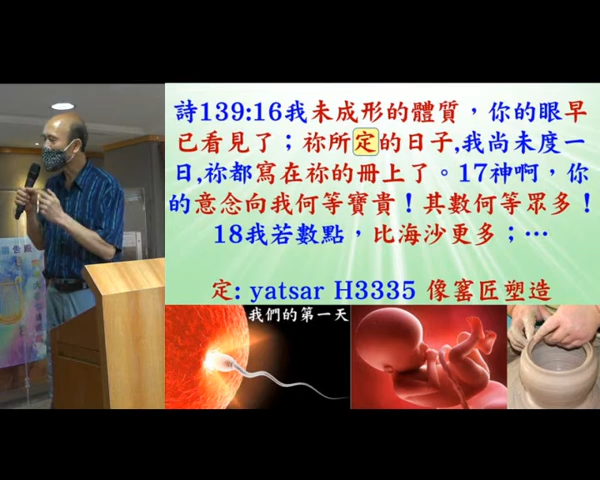 詩139:16我未成形的體質，你的眼早
已看見了；祢所定的日子,我尚未度一
日,祢都寫在祢的冊上了。17神啊，你
的意念向我何等寶貴！其數何等眾多！
18我若數點，比海沙更多；…
定: yatsar H3335 像窰匠塑造
我們的第一天